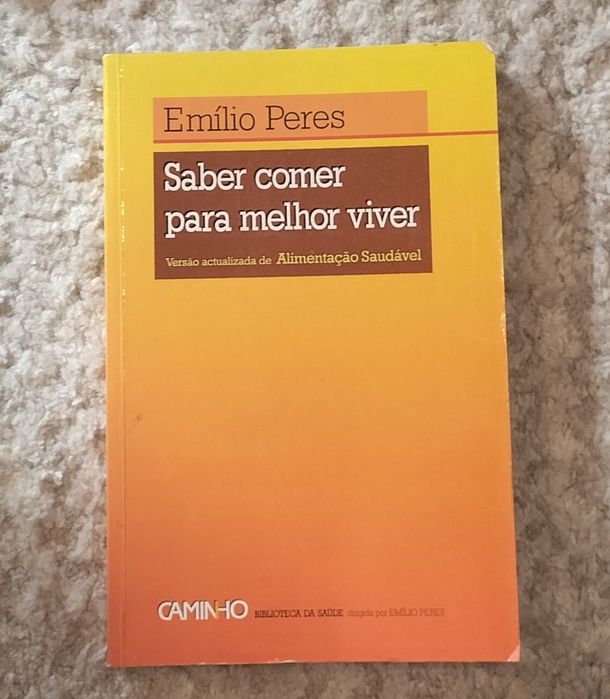 Emílio Peres
Saber comer
para melhor viver
Versão actualizada de Alimentação Saudável
CAMINHO BIBLIOTECA DA SAÚDE dirigida por EMÍLIO PERES